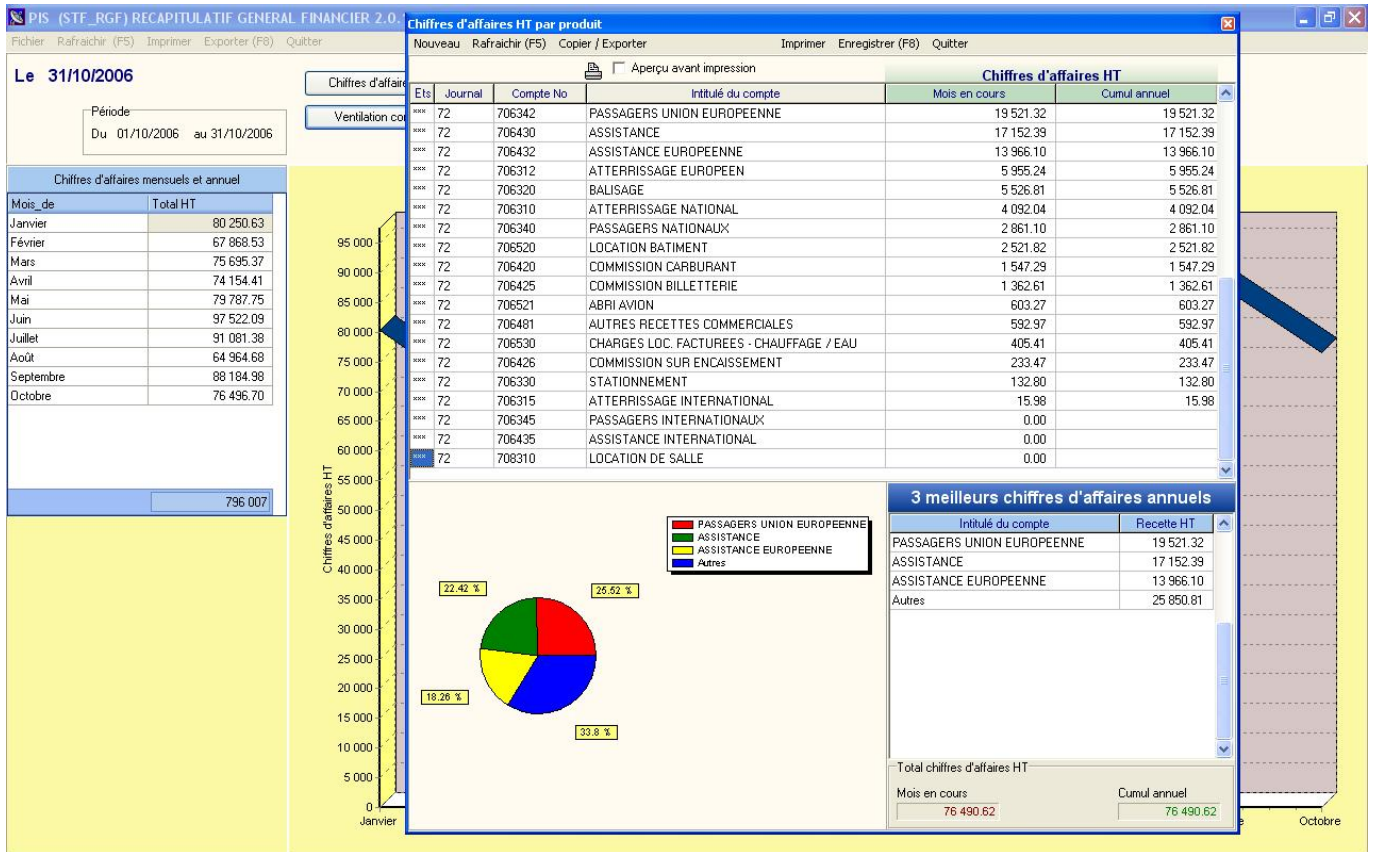 PIS (STF_RGF) RECAPITULATIF GENERAL FINANCIER 2.0.
Fichier Rafraichir (F5) Imprimer Exporter (F8) Quitter
Le 31/10/2006
Période
Du 01/10/2006 au 31/10/2006
Chiffres d'affaire
Ventilation co
Chiffres d'affaires mensuels et annuel
Mois_de Total HT
Janvier 80 250.63
Février 67 868.53
Mars 75 695.37
Avril 74 154.41
Mai 79 787.75
Juin 97 522.09
Juillet 91 081.38
Août 64 964.68
Septembre 88 184.98
Octobre 76 496.70
796 007
Chiffres d'affaires HT
95 000
90 000
85 000
80 000
75 000
70 000
65 000
60 000
55 000
50 000
45 000
40 000
35 000
30 000
25 000
20 000
15 000
10 000
5 000
0
Janvier
e
Octobre
Chiffres d'affaires HT par produit
Nouveau Rafraichir (F5) Copier / Exporter Imprimer Enregistrer (F8) Quitter
Aperçu avant impression
Chiffres d'affaires HT
Ets Journal Compte No Intitulé du compte Mois en cours Cumul annuel
*** 72 706342 PASSAGERS UNION EUROPEENNE 19 521.32 19 521.32
*** 72 706430 ASSISTANCE 17 152.39 17 152.39
*** 72 706432 ASSISTANCE EUROPEENNE 13 966.10 13 966.10
*** 72 706312 ATTERRISSAGE EUROPEEN 5 955.24 5 955.24
*** 72 706320 BALISAGE 5 526.81 5 526.81
*** 72 706310 ATTERRISSAGE NATIONAL 4 092.04 4 092.04
*** 72 706340 PASSAGERS NATIONAUX 2 861.10 2 861.10
*** 72 706520 LOCATION BATIMENT 2 521.82 2 521.82
*** 72 706420 COMMISSION CARBURANT 1 547.29 1 547.29
*** 72 706425 COMMISSION BILLETTERIE 1 362.61 1 362.61
*** 72 706521 ABRI AVION 603.27 603.27
*** 72 706481 AUTRES RECETTES COMMERCIALES 592.97 592.97
*** 72 706530 CHARGES LOC. FACTUREES - CHAUFFAGE / EAU 405.41 405.41
*** 72 706426 COMMISSION SUR ENCAISSEMENT 233.47 233.47
*** 72 706330 STATIONNEMENT 132.80 132.80
*** 72 706315 ATTERRISSAGE INTERNATIONAL 15.98 15.98
*** 72 706345 PASSAGERS INTERNATIONAUX 0.00
*** 72 706435 ASSISTANCE INTERNATIONAL 0.00
*** 72 708310 LOCATION DE SALLE 0.00
PASSAGERS UNION EUROPEENNE
ASSISTANCE
ASSISTANCE EUROPEENNE
Autres
22.42 %
25.52 %
18.26 %
33.8 %
3 meilleurs chiffres d'affaires annuels
Intitulé du compte Recette HT
PASSAGERS UNION EUROPEENNE 19 521.32
ASSISTANCE 17 152.39
ASSISTANCE EUROPEENNE 13 966.10
Autres 25 850.81
Total chiffres d'affaires HT
Mois en cours Cumul annuel
76 490.62 76 490.62